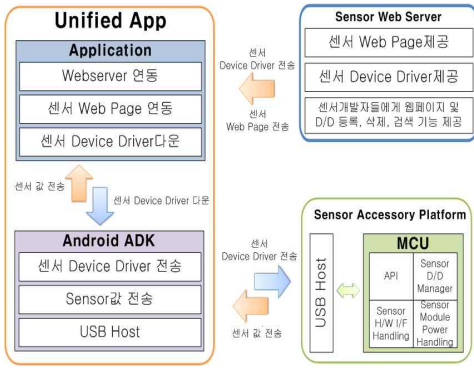 Unified App
Application
Webserver 연동
센서 Web Page 연동
센서 Device Driver다운
센서 값 전송
센서 Device Driver 다운
Android ADK
센서 Device Driver 전송
Sensor값 전송
USB Host
센서
Device Driver 전송
센서
Web Page 전송
Sensor Web Server
센서 Web Page제공
센서 Device Driver제공
센서개발자들에게 웹페이지 및
D/D 등록, 삭제, 검색 기능 제공
센서
Device Driver 전송
센서 값 전송
Sensor Accessory Platform
USB Host
MCU
API
Sensor
D/D
Manager
Sensor
H/W I/F
Handling
Sensor
Module
Power
Handling